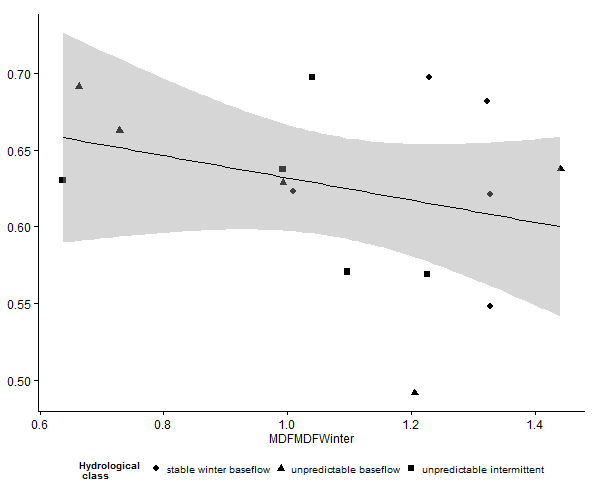 0.70
0.65
0.60
0.55
0.50
0.6 0.8 1.0 1.2 1.4
MDFMDFWinter
Hydrological
class
stable winter baseflow unpredictable baseflow unpredictable intermittent